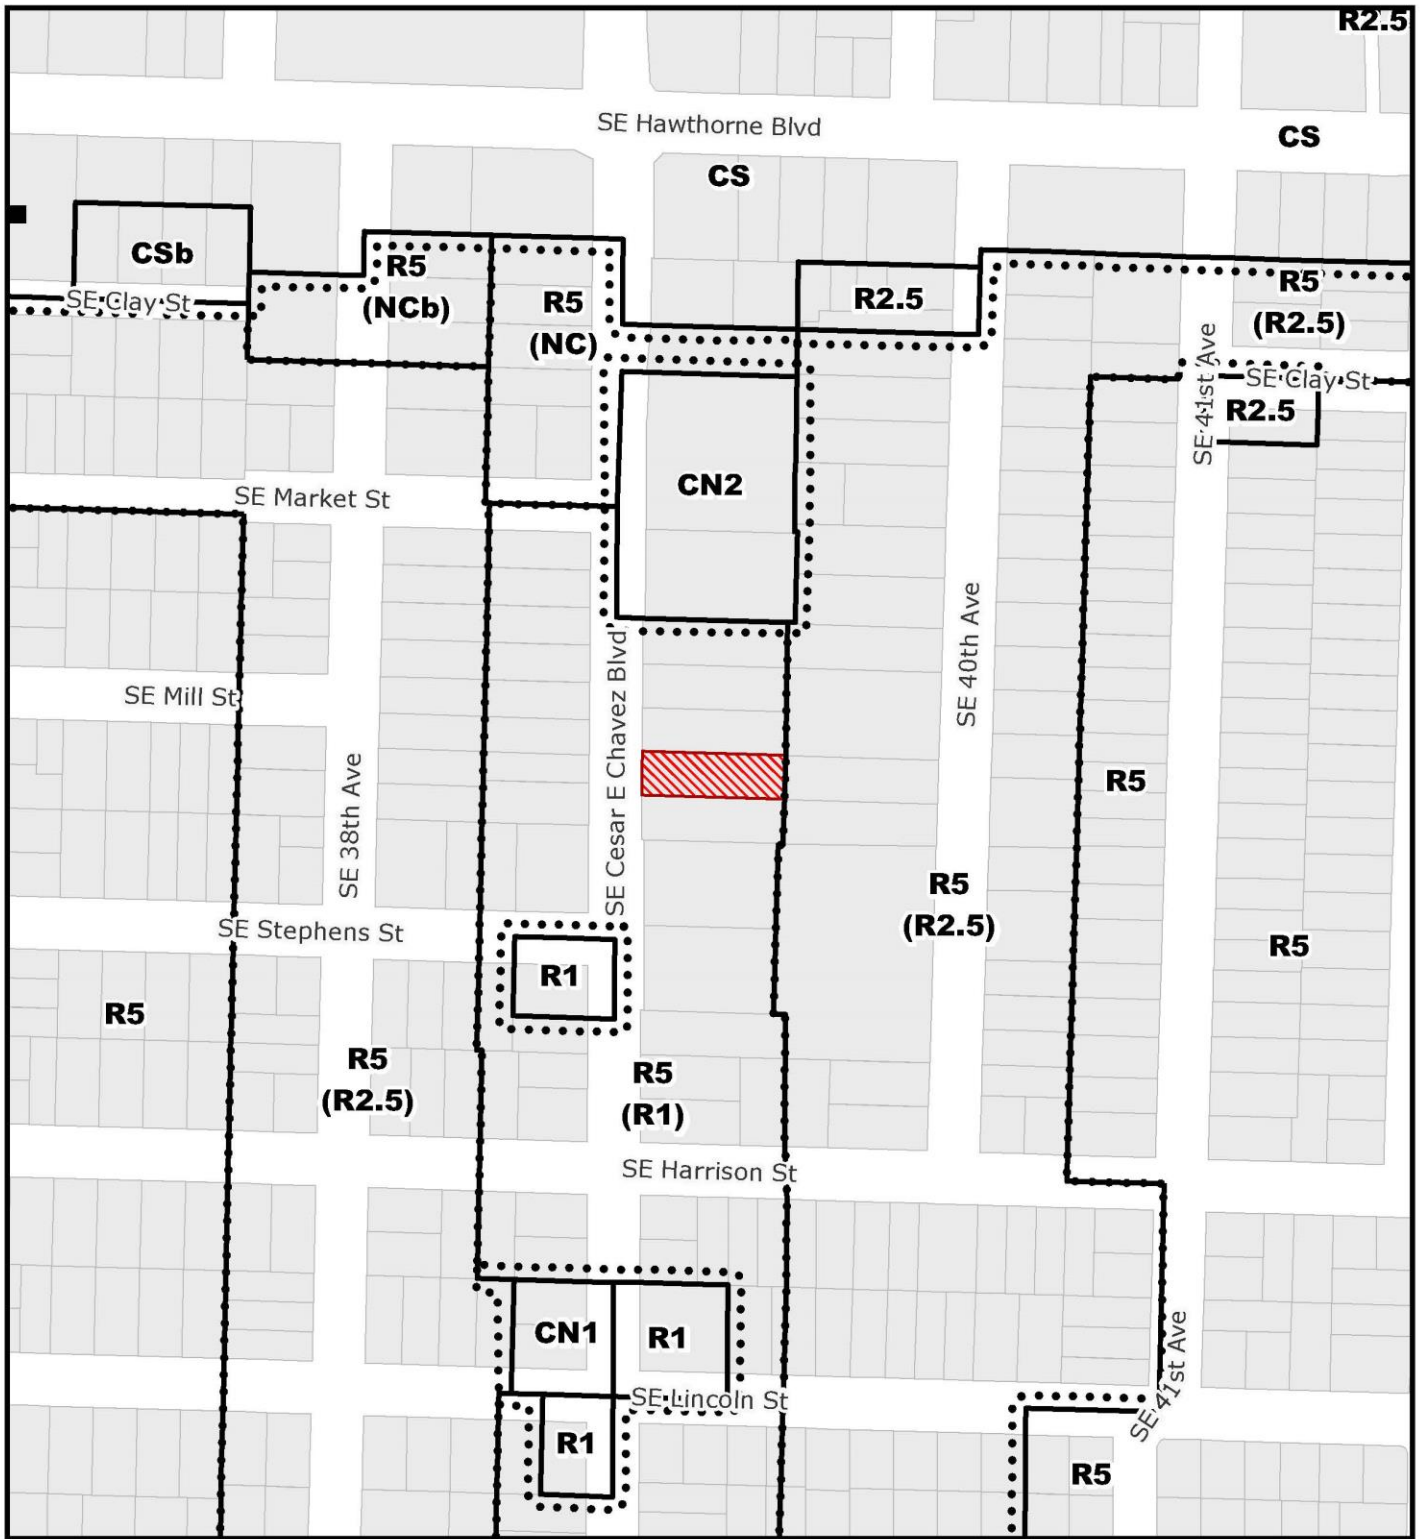 R2.5
SE Hawthorne Blvd
CS
CS
CSb
R5
(NCb)
R5
(NC)
R2.5
R5
(R2.5)
SE Clay St
SE 41st Ave
SE Clay St
R2.5
CN2
SE Market St
SE Mill St
SE Cesar E Chavez Blvd
SE 40th Ave
SE 38th Ave
R5
R5
(R2.5)
SE Stephens St
R1
R5
R5
R5
(R2.5)
R5
(R1)
SE Harrison St
CN1
R1
SE Lincoln St
SE 41st Ave
R1
R5